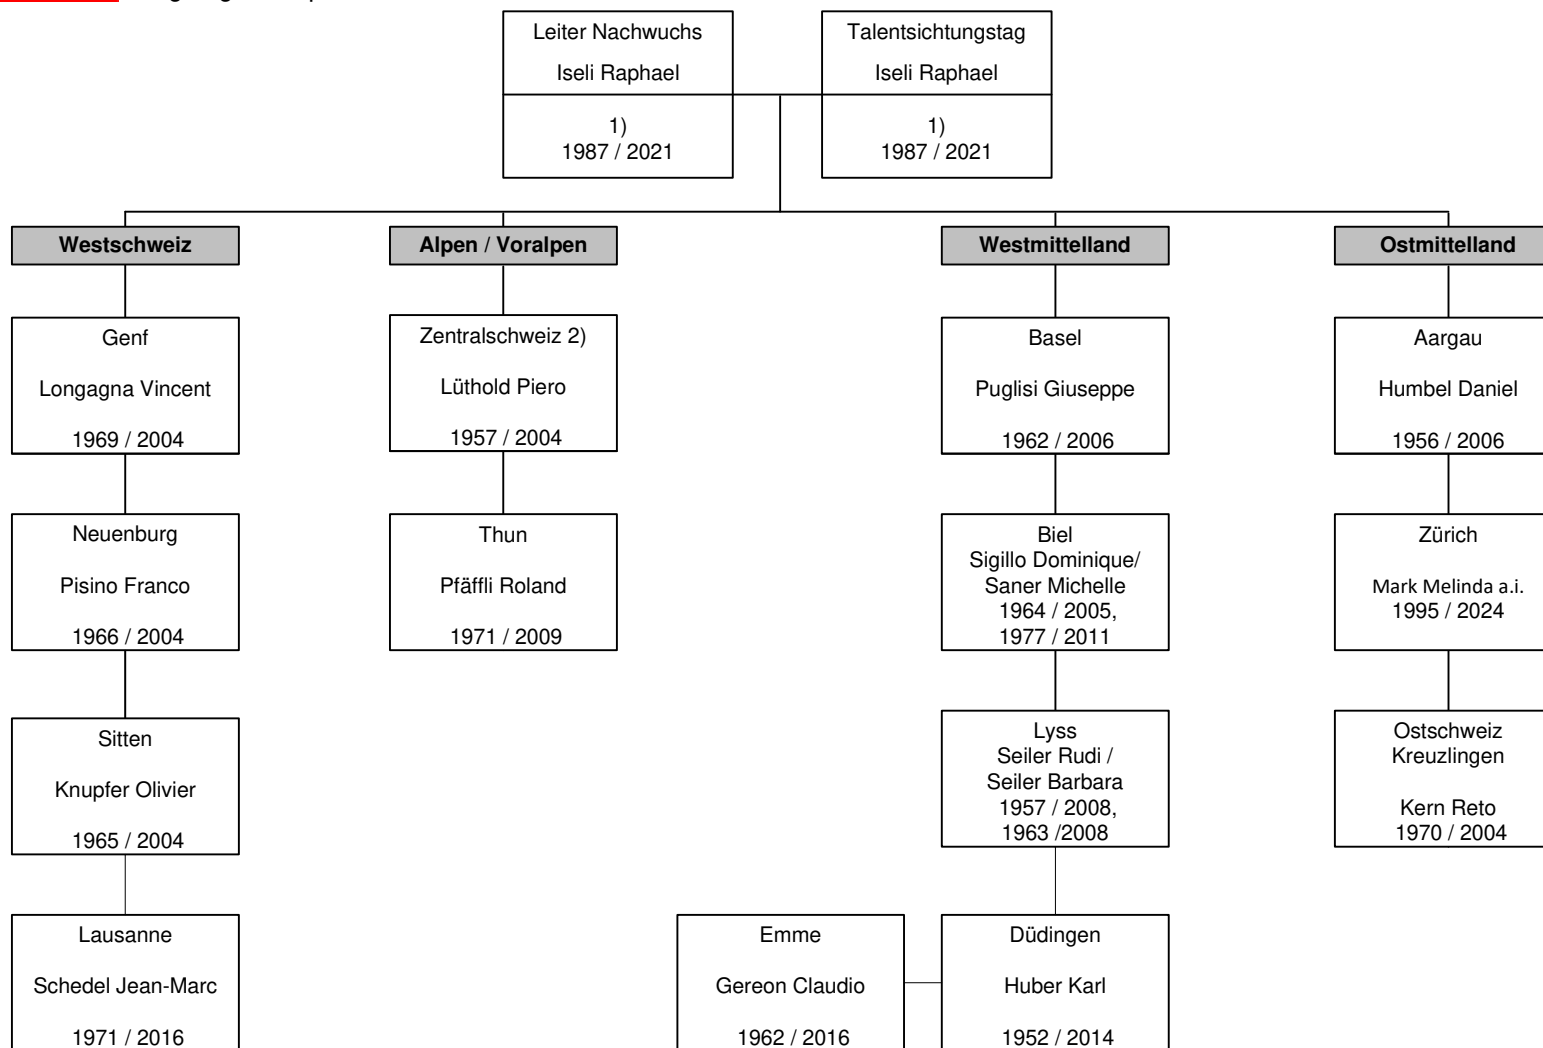 Leiter Nachwuchs
Iseli Raphael
1)
1987 / 2021
Talentsichtungstag
Iseli Raphael
1)
1987 / 2021
Westschweiz
Genf
Longagna Vincent
1969 / 2004
Neuenburg
Pisino Franco
1966 / 2004
Sitten
Knupfer Olivier
1965 / 2004
Lausanne
Schedel Jean-Marc
1971 / 2016
Alpen / Voralpen
Zentralschweiz 2)
Lüthold Piero
1957 / 2004
Thun
Pfäffli Roland
1971 / 2009
Westmittelland
Basel
Puglisi Giuseppe
1962 / 2006
Biel
Sigillo Dominique/
Saner Michelle
1964 / 2005,
1977 / 2011
Lyss
Seiler Rudi /
Seiler Barbara
1957 / 2008,
1963 /2008
Emme
Gereon Claudio
1962 / 2016
Düdingen
Huber Karl
1952 / 2014
Ostmittelland
Aargau
Humbel Daniel
1956 / 2006
Zürich
Mark Melinda a.i.
1995 / 2024
Ostschweiz
Kreuzlingen
Kern Reto
1970 / 2004